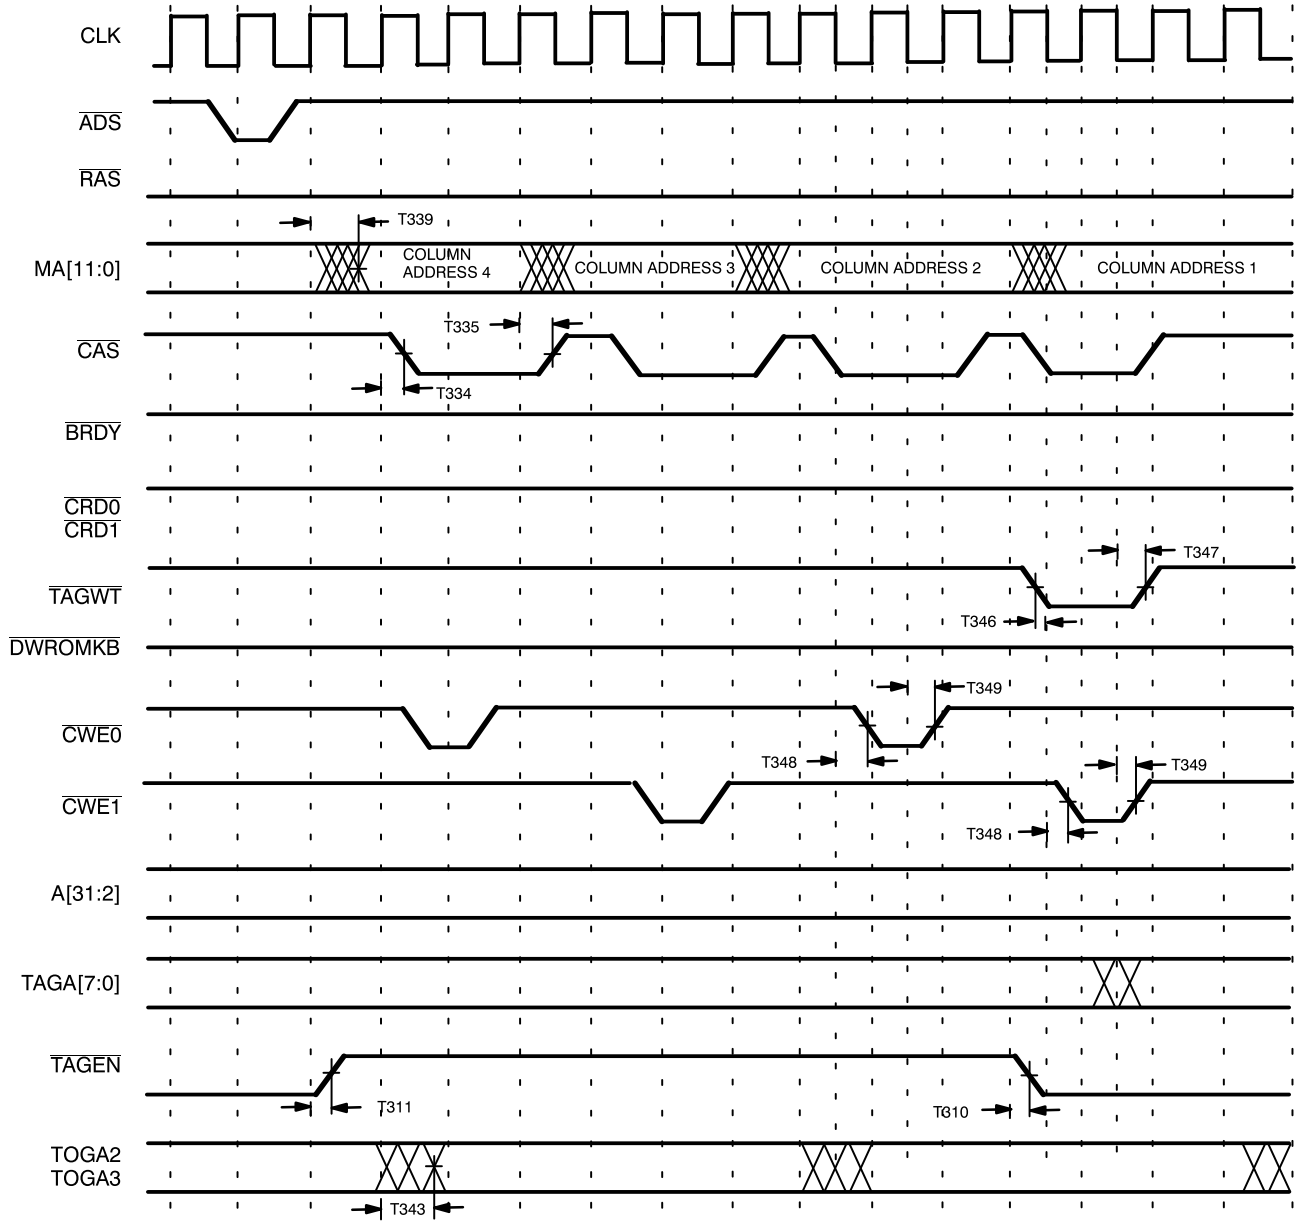 CLK
ADS
RAS
T339
MA[11:0]
COLUMN
ADDRESS 4
COLUMN ADDRESS 3
COLUMN ADDRESS 2
COLUMN ADDRESS 1
T335
CAS
T334
BRDY
CRD0
CRD1
T347
TAGWT
T346
DWROMKB
T349
CWE0
T348
T349
CWE1
T348
A[31:2]
TAGA[7:0]
TAGEN
T311
T310
TOGA2
TOGA3
T343